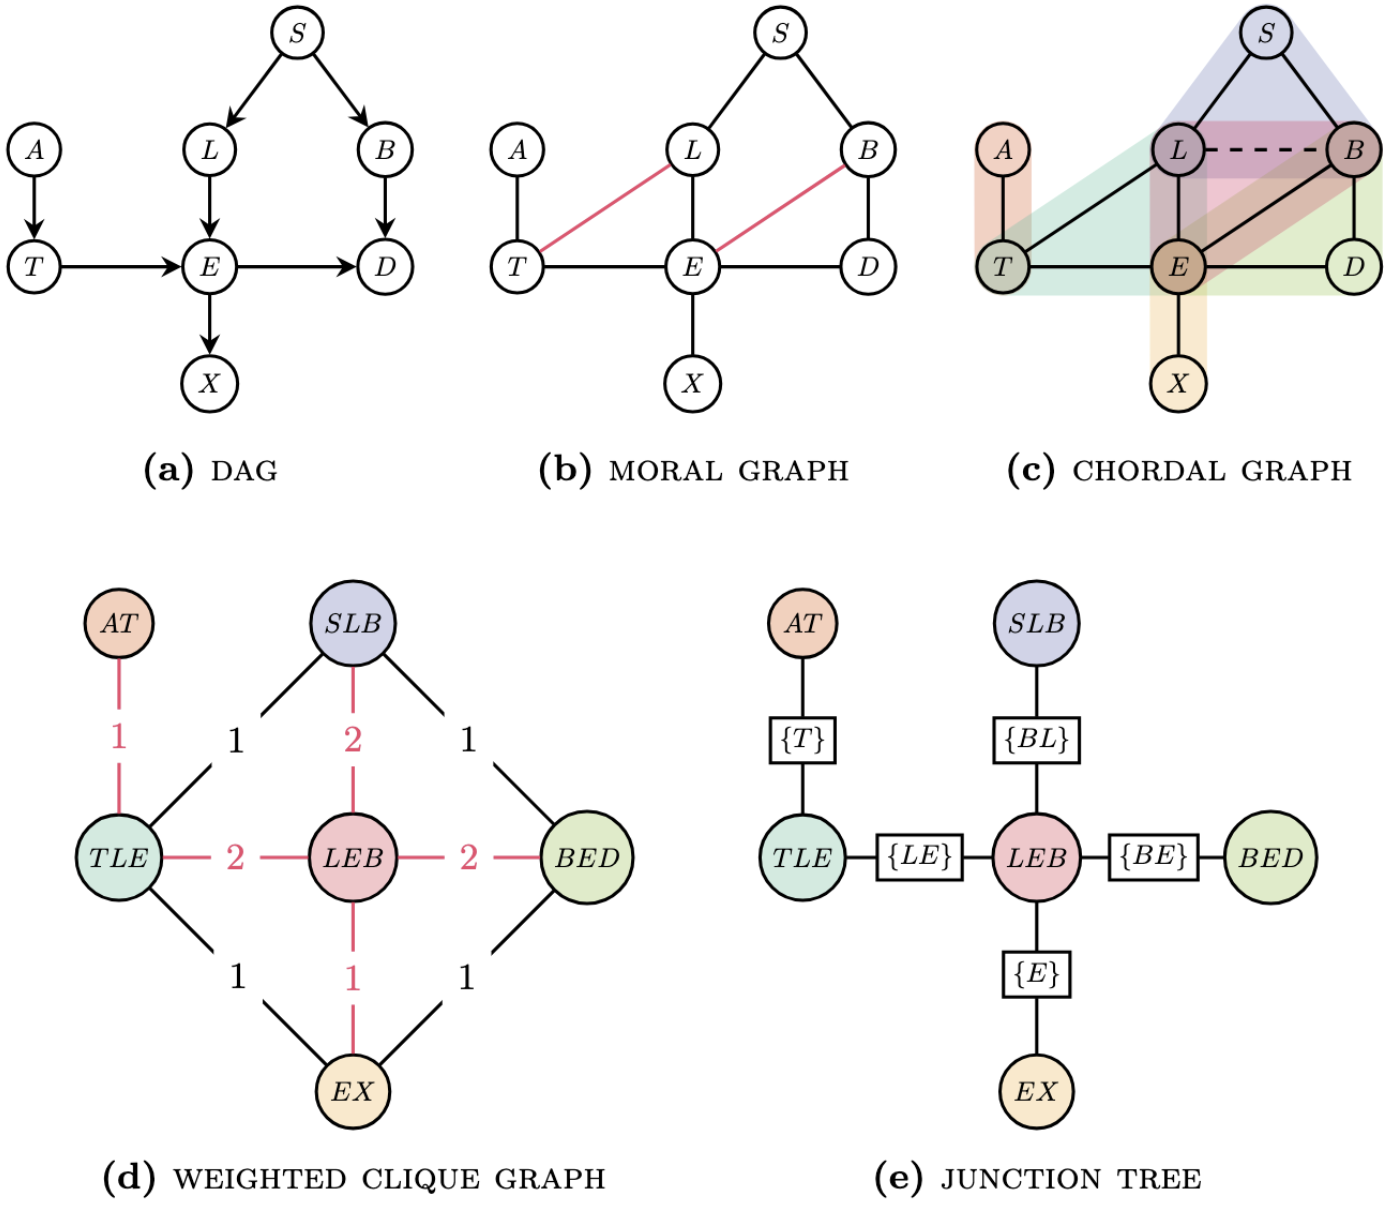 S S S
A L B A L B A L B
T E D T E D T E D
X X X
(a) DAG (b) MORAL GRAPH (c) CHORDAL GRAPH
AT SLB AT SLB
1 1 2 1 {T} {BL}
TLE 2 LEB 2 BED TLE {LE} LEB {BE} BED
1 1 1 {E}
EX EX
(d) WEIGHTED CLIQUE GRAPH (e) JUNCTION TREE